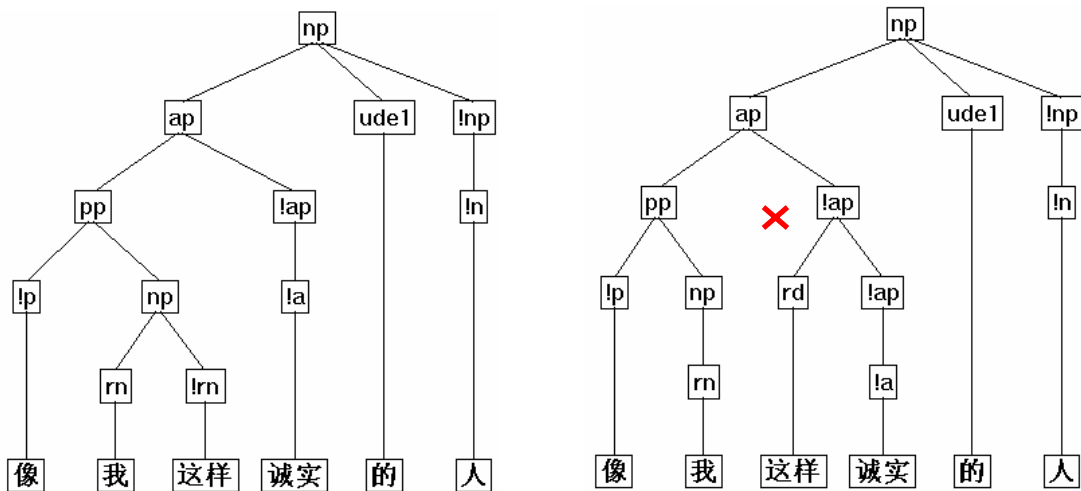 np
ap ude1 !np
pp !ap !n
!p np !a
rn !rn
像 我 这样 诚实 的 人
np
ap ude1 !np
pp !ap !n
!p np rd !ap
rn !a
像 我 这样 诚实 的 人